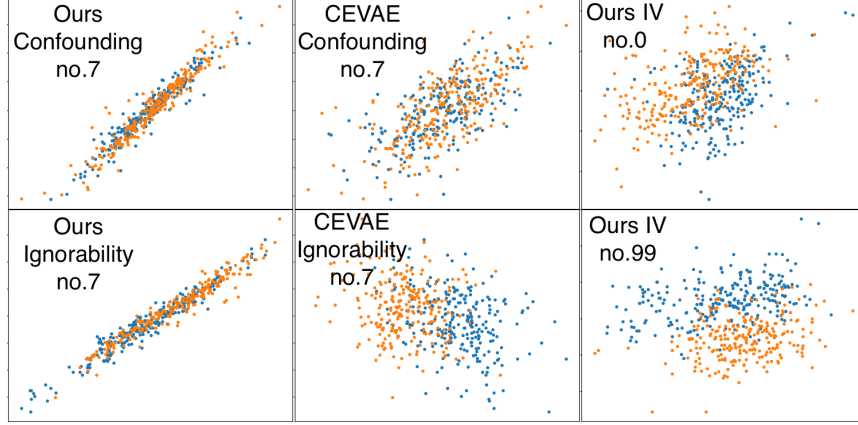 Ours
Confounding
no.7
CEVAE
Confounding
no.7
Ours IV
no.0
Ours
Ignorability
no.7
CEVAE
Ignorability
no.7
Ours IV
no.99